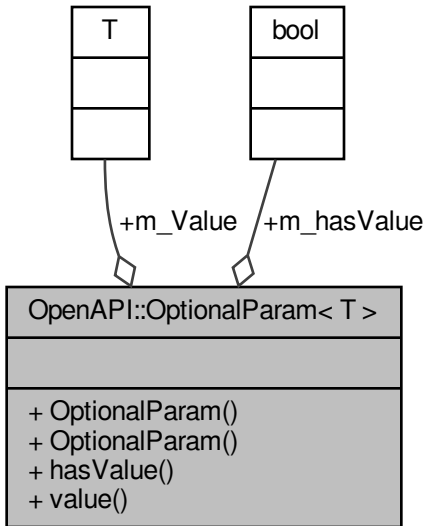 T
bool
+m_Value
+m_hasValue
OpenAPI::OptionalParam< T >
+ OptionalParam()
+ OptionalParam()
+ hasValue()
+ value()